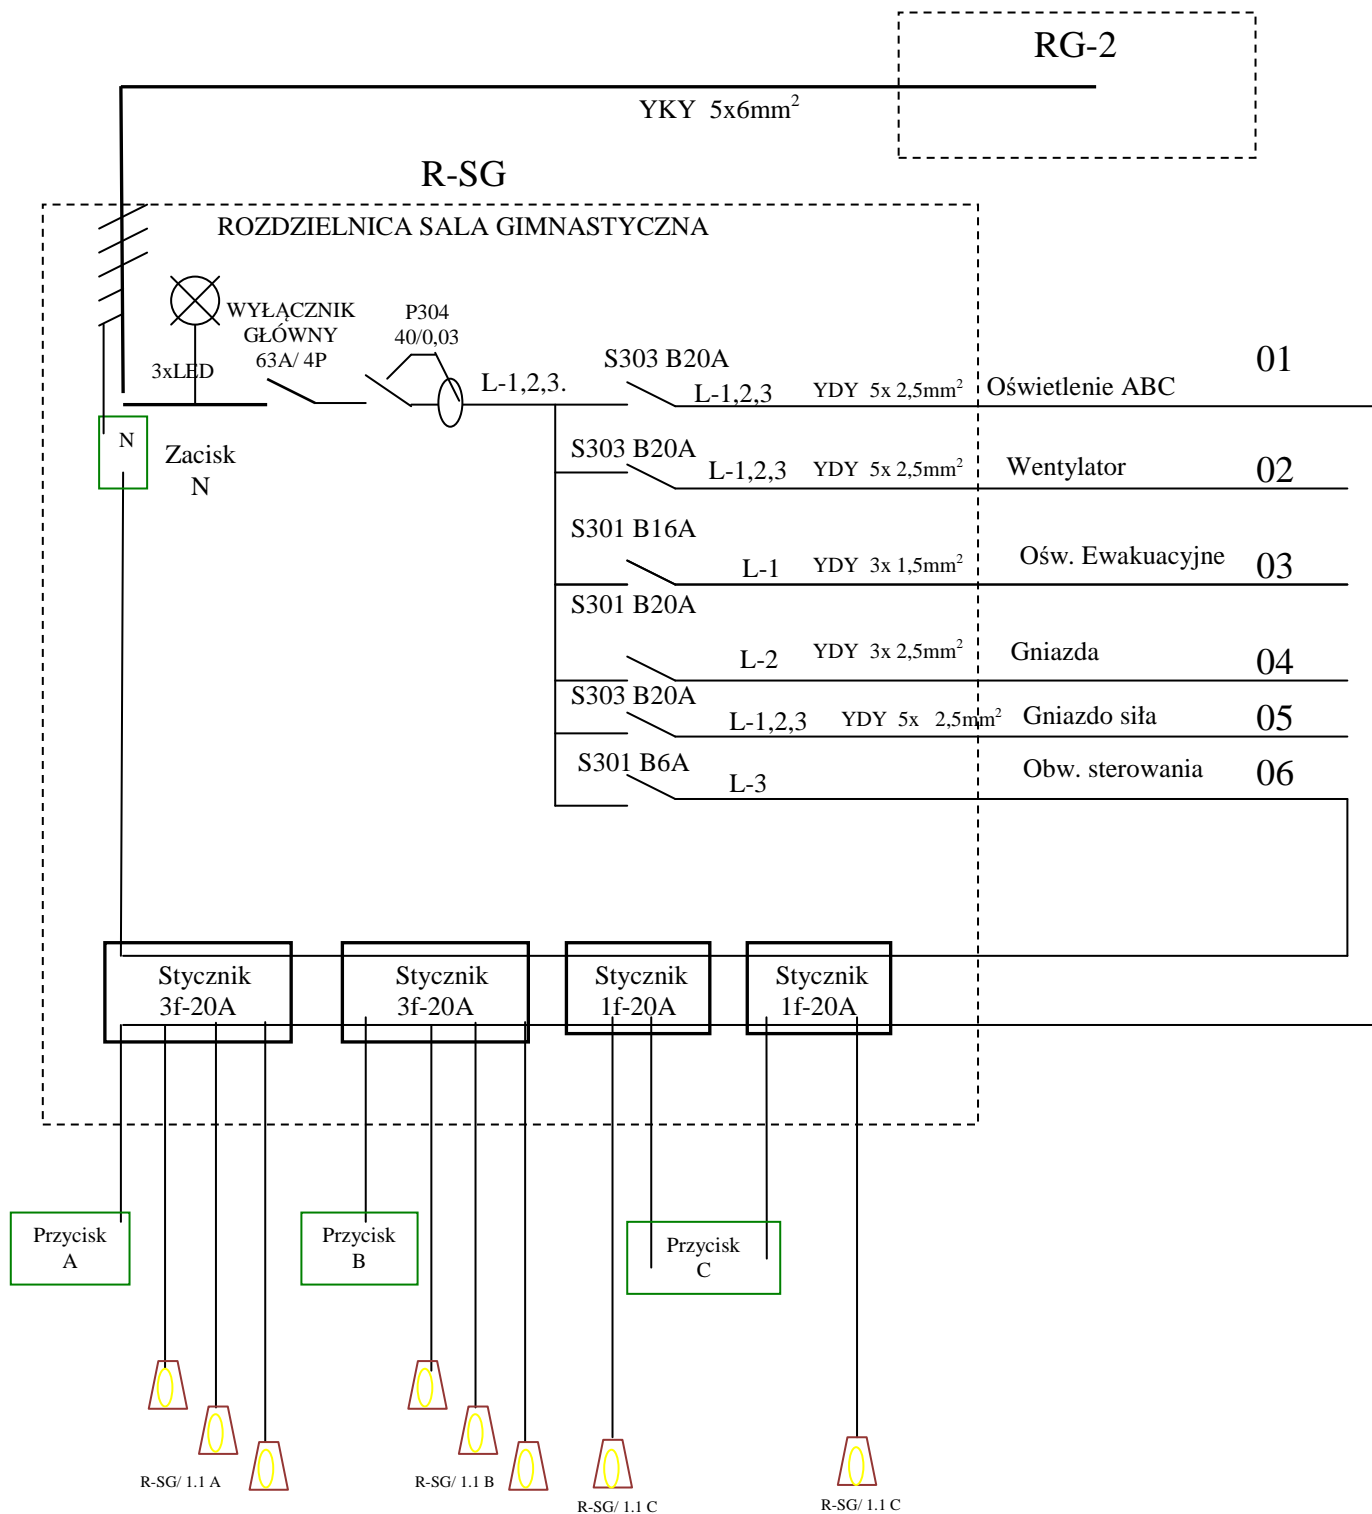 RG-2
YKY 5x6mm²
R-SG
ROZDZIELNICA SALA GIMNASTYCZNA
WYŁĄCZNIK
GŁÓWNY
63A/ 4P
P304
40/0,03
3xLED
L-1,2,3.
N
Zacisk
N
S303 B20A
L-1,2,3 YDY 5x 2,5mm² Oświetlenie ABC 01
S303 B20A
L-1,2,3 YDY 5x 2,5mm² Wentylator 02
S301 B16A
L-1 YDY 3x 1,5mm² Ośw. Ewakuacyjne 03
S301 B20A
L-2 YDY 3x 2,5mm² Gniazda 04
S303 B20A
L-1,2,3 YDY 5x 2,5mm² Gniazdo siła 05
S301 B6A
L-3 Obw. sterowania 06
Stycznik
3f-20A
Stycznik
3f-20A
Stycznik
1f-20A
Stycznik
1f-20A
Przycisk
A
Przycisk
B
Przycisk
C
R-SG/ 1.1 A
R-SG/ 1.1 B
R-SG/ 1.1 C
R-SG/ 1.1 C